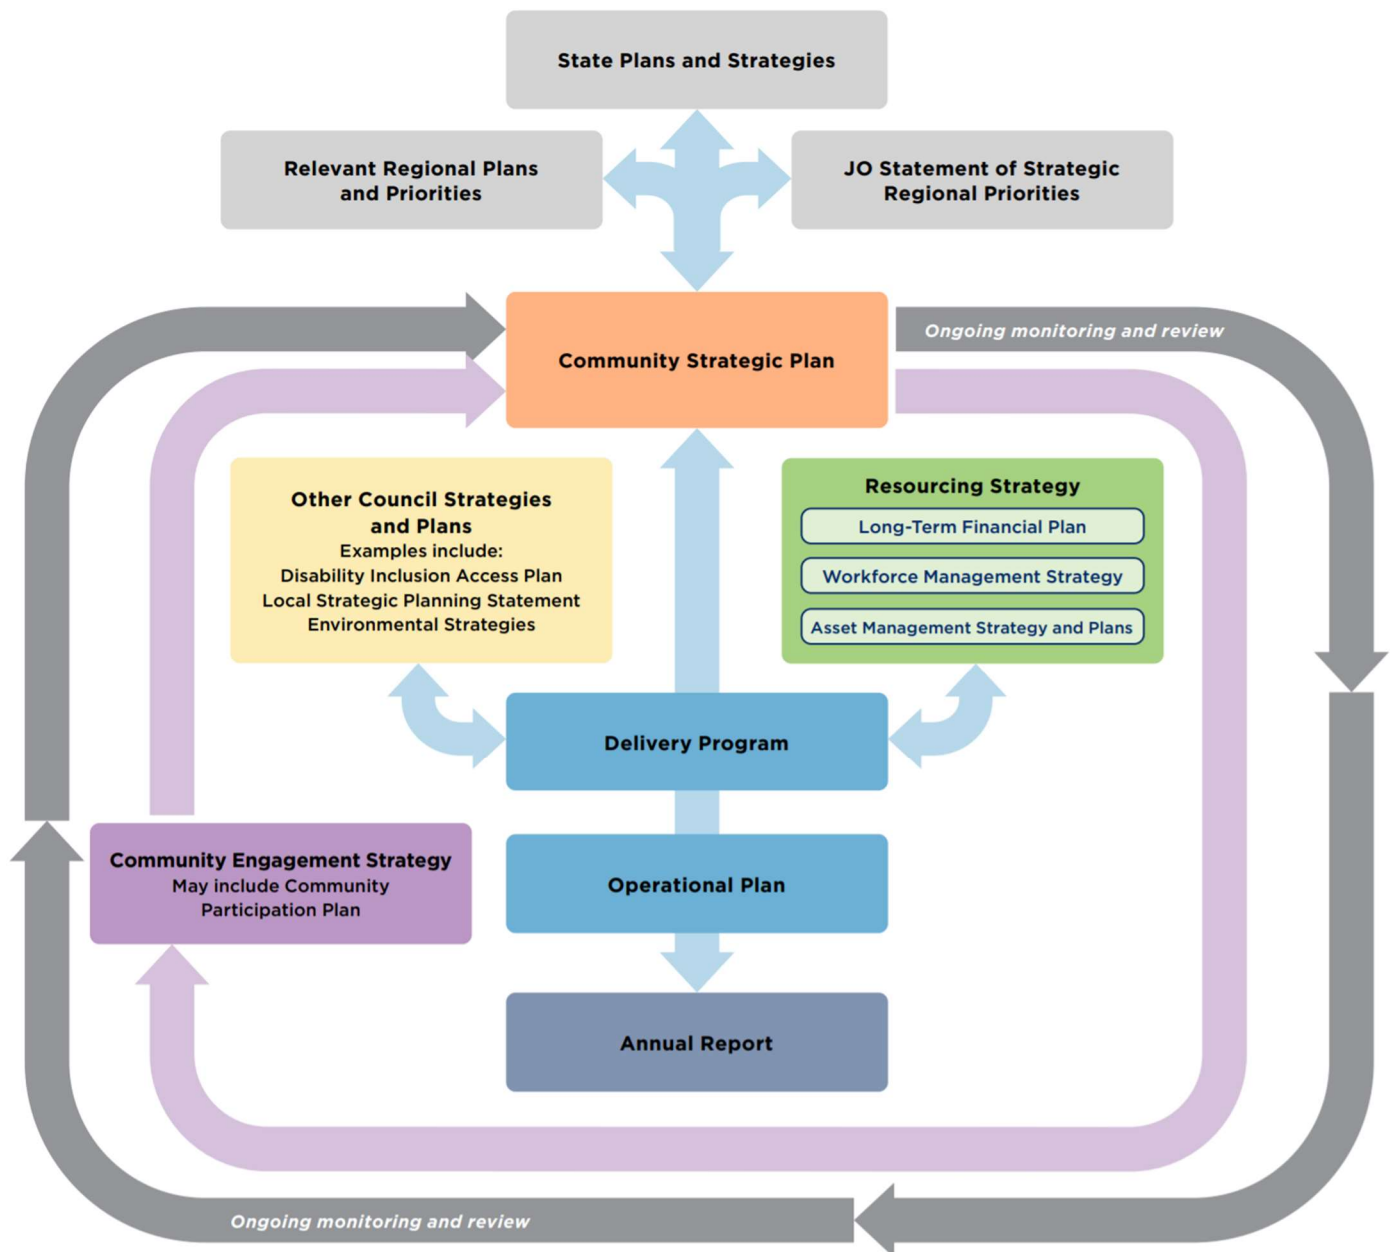 State Plans and Strategies
Relevant Regional Plans
and Priorities
JO Statement of Strategic
Regional Priorities
Community Strategic Plan
Ongoing monitoring and review
Other Council Strategies
and Plans
Examples include:
Disability Inclusion Access Plan
Local Strategic Planning Statement
Environmental Strategies
Resourcing Strategy
Long-Term Financial Plan
Workforce Management Strategy
Asset Management Strategy and Plans
Delivery Program
Community Engagement Strategy
May include Community
Participation Plan
Operational Plan
Annual Report
Ongoing monitoring and review